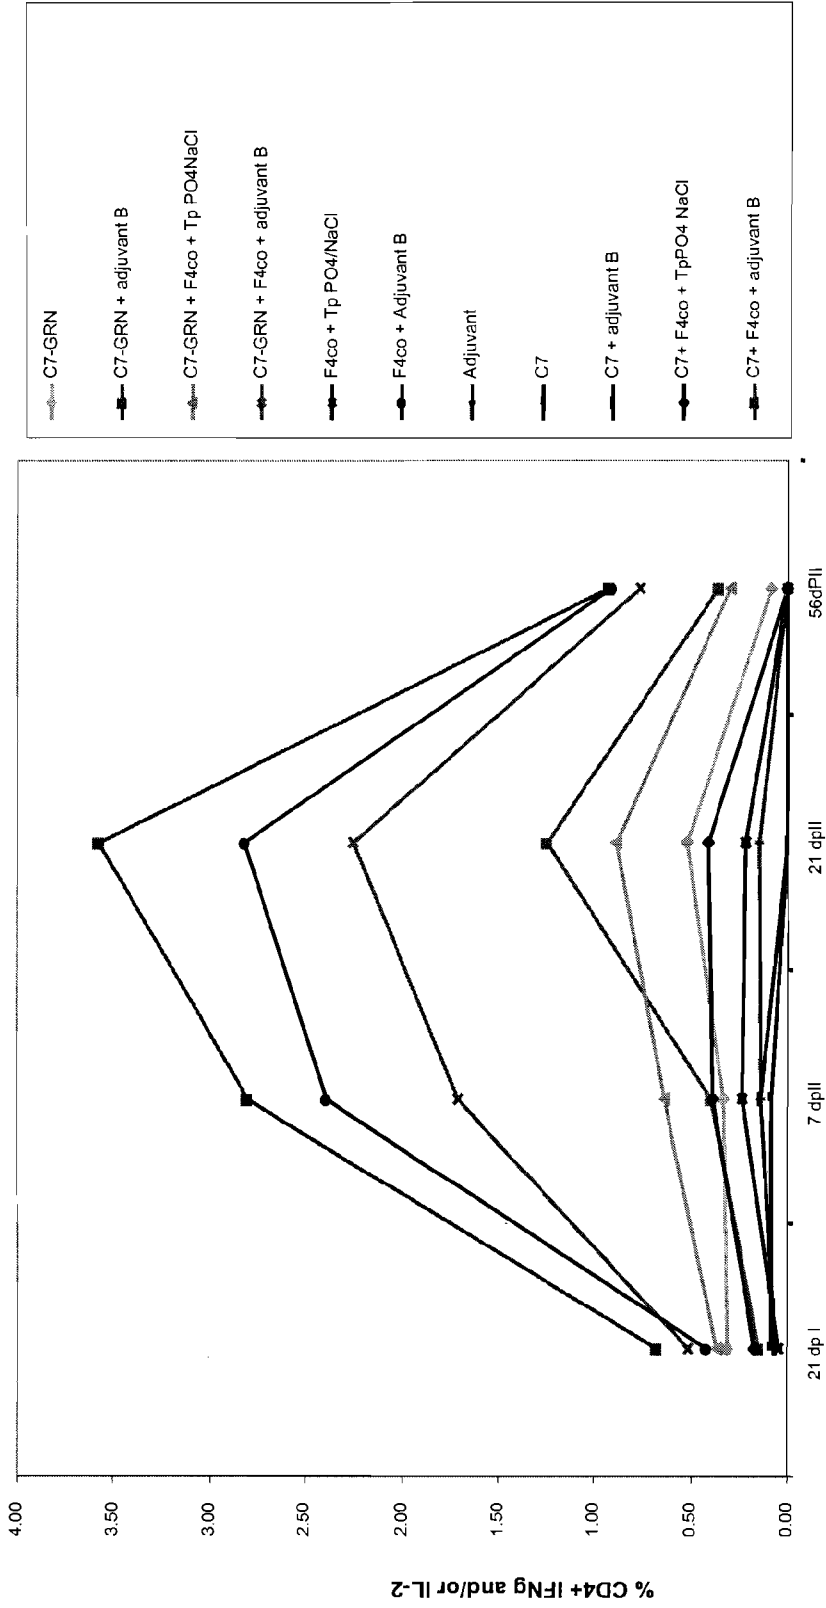 % CD4+ IFNg and/or IL-2
4.00
3.50
3.00
2.50
2.00
1.50
1.00
0.50
0.00
21 dp I
7 dpII
21 dpII
56dPII
C7-GRN
C7-GRN + adjuvant B
C7-GRN + F4co + Tp PO4NaCl
C7-GRN + F4co + adjuvant B
F4co + Tp PO4/NaCl
F4co + Adjuvant B
Adjuvant
C7
C7 + adjuvant B
C7+ F4co + TpPO4 NaCl
C7+ F4co + adjuvant B